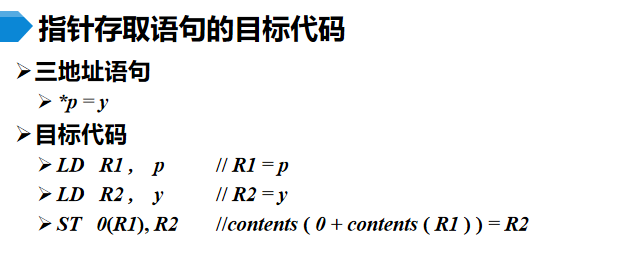 指针存取语句的目标代码
➢三地址语句
➢ *p = y
➢目标代码
➢ LD R1 , p // R1 = p
➢ LD R2 , y // R2 = y
➢ ST 0(R1), R2 //contents ( 0 + contents ( R1 ) ) = R2